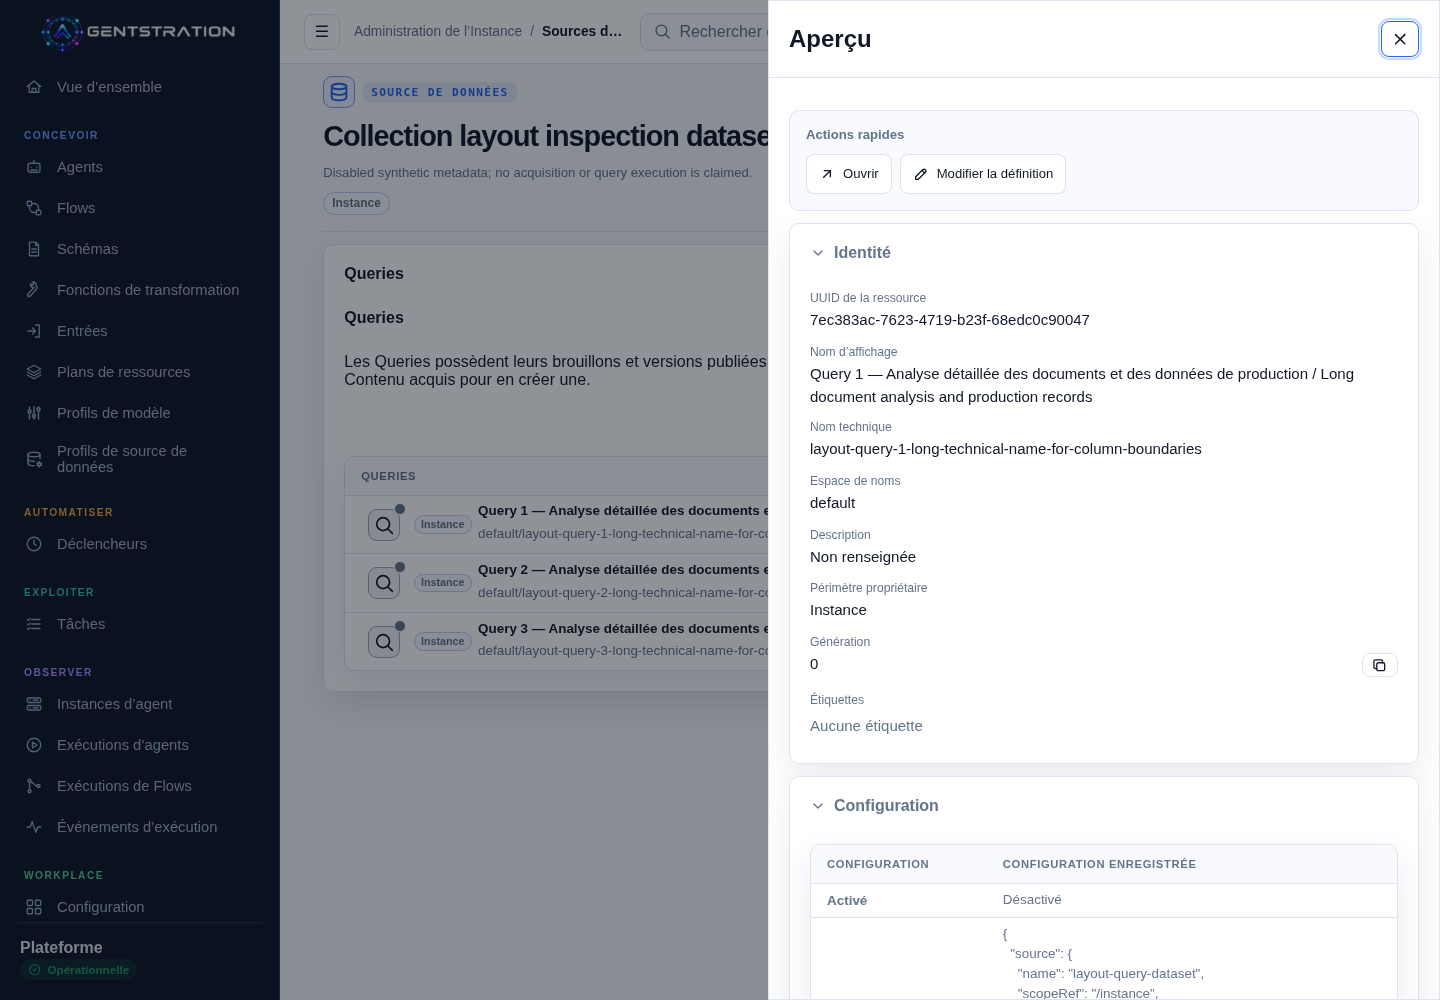 GENTSTRATION
Vue d’ensemble
CONCEVOIR
Agents
Flows
Schémas
Fonctions de transformation
Entrées
Plans de ressources
Profils de modèle
Profils de source de
données
AUTOMATISER
Déclencheurs
EXPLOITER
Tâches
OBSERVER
Instances d’agent
Exécutions d’agents
Exécutions de Flows
Événements d’exécution
WORKPLACE
Configuration
Plateforme
Opérationnelle
Administration de l’Instance / Sources d…
Rechercher
SOURCE DE DONNÉES
Collection layout inspection datase
Disabled synthetic metadata; no acquisition or query execution is claimed.
Instance
Queries
Queries
Les Queries possèdent leurs brouillons et versions publiées
Contenu acquis pour en créer une.
QUERIES
Instance
Query 1 — Analyse détaillée des documents e
default/layout-query-1-long-technical-name-for-co
Instance
Query 2 — Analyse détaillée des documents e
default/layout-query-2-long-technical-name-for-co
Instance
Query 3 — Analyse détaillée des documents e
default/layout-query-3-long-technical-name-for-co
Aperçu
Actions rapides
Ouvrir
Modifier la définition
Identité
UUID de la ressource
7ec383ac-7623-4719-b23f-68edc0c90047
Nom d’affichage
Query 1 — Analyse détaillée des documents et des données de production / Long
document analysis and production records
Nom technique
layout-query-1-long-technical-name-for-column-boundaries
Espace de noms
default
Description
Non renseignée
Périmètre propriétaire
Instance
Génération
0
Étiquettes
Aucune étiquette
Configuration
CONFIGURATION CONFIGURATION ENREGISTRÉE
Activé Désactivé
{
"source": {
"name": "layout-query-dataset",
"scopeRef": "/instance",